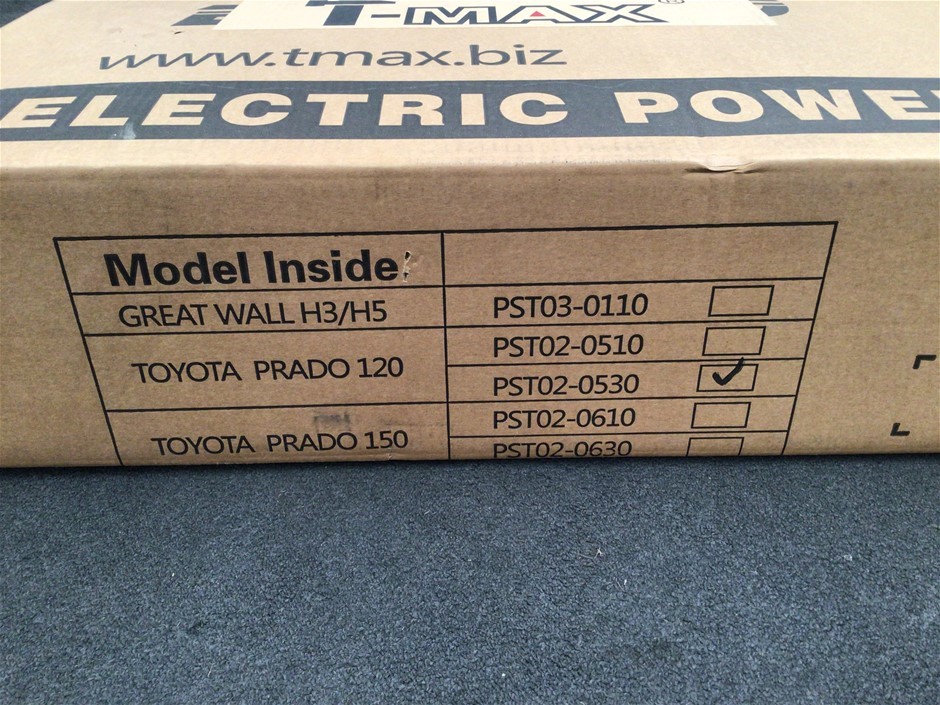 T-MAX®
www.tmax.biz
ELECTRIC POWE
Model Inside:
GREAT WALL H3/H5 PST03-0110
TOYOTA PRADO 120 PST02-0510
PST02-0530
TOYOTA PRADO 150 PST02-0610
PST02-0630